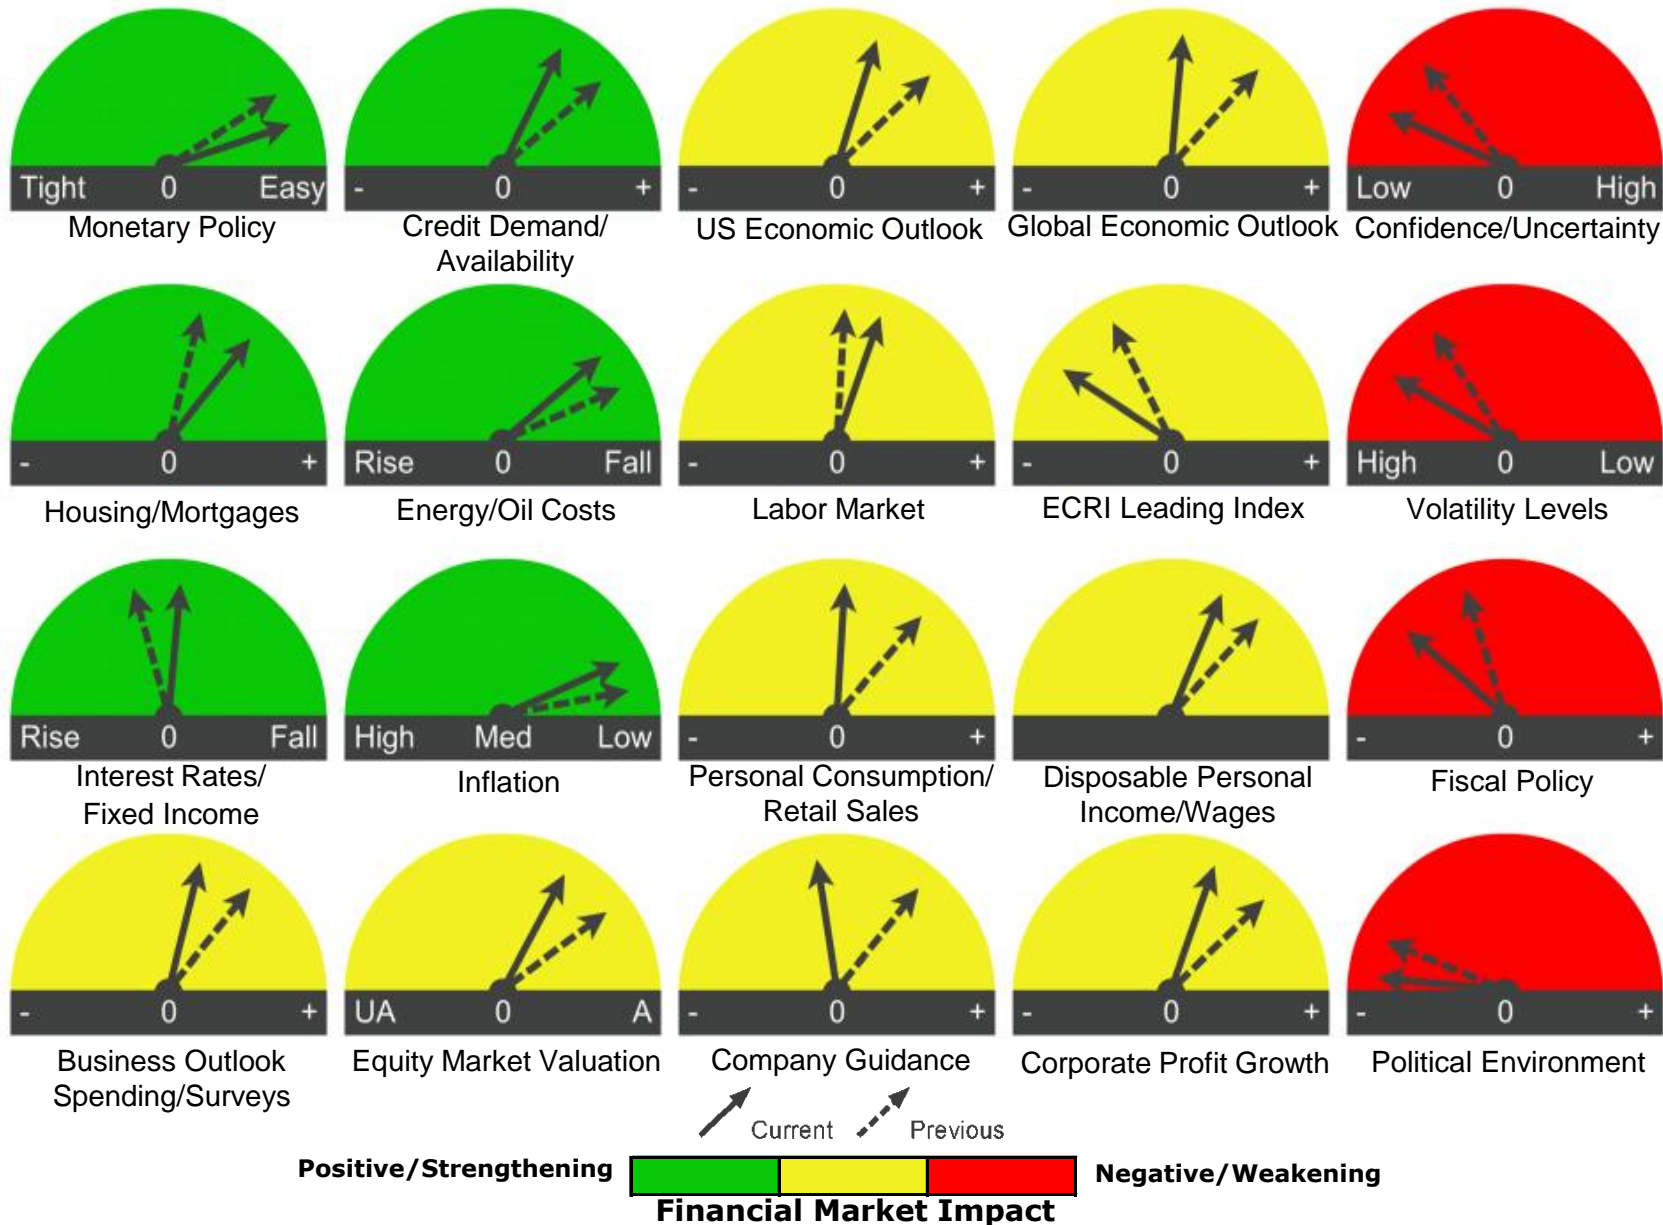 Tight 0 Easy
Monetary Policy
- 0 +
Credit Demand/
Availability
- 0 +
US Economic Outlook
- 0 +
Global Economic Outlook
Low 0 High
Confidence/Uncertainty
- 0 +
Housing/Mortgages
Rise 0 Fall
Energy/Oil Costs
- 0 +
Labor Market
- 0 +
ECRI Leading Index
High 0 Low
Volatility Levels
Rise 0 Fall
Interest Rates/
Fixed Income
High Med Low
Inflation
- 0 +
Personal Consumption/
Retail Sales
Disposable Personal
Income/Wages
- 0 +
Fiscal Policy
- 0 +
Business Outlook
Spending/Surveys
UA 0 A
Equity Market Valuation
- 0 +
Company Guidance
- 0 +
Corporate Profit Growth
- 0 +
Political Environment
Current Previous
Positive/Strengthening Negative/Weakening
Financial Market Impact